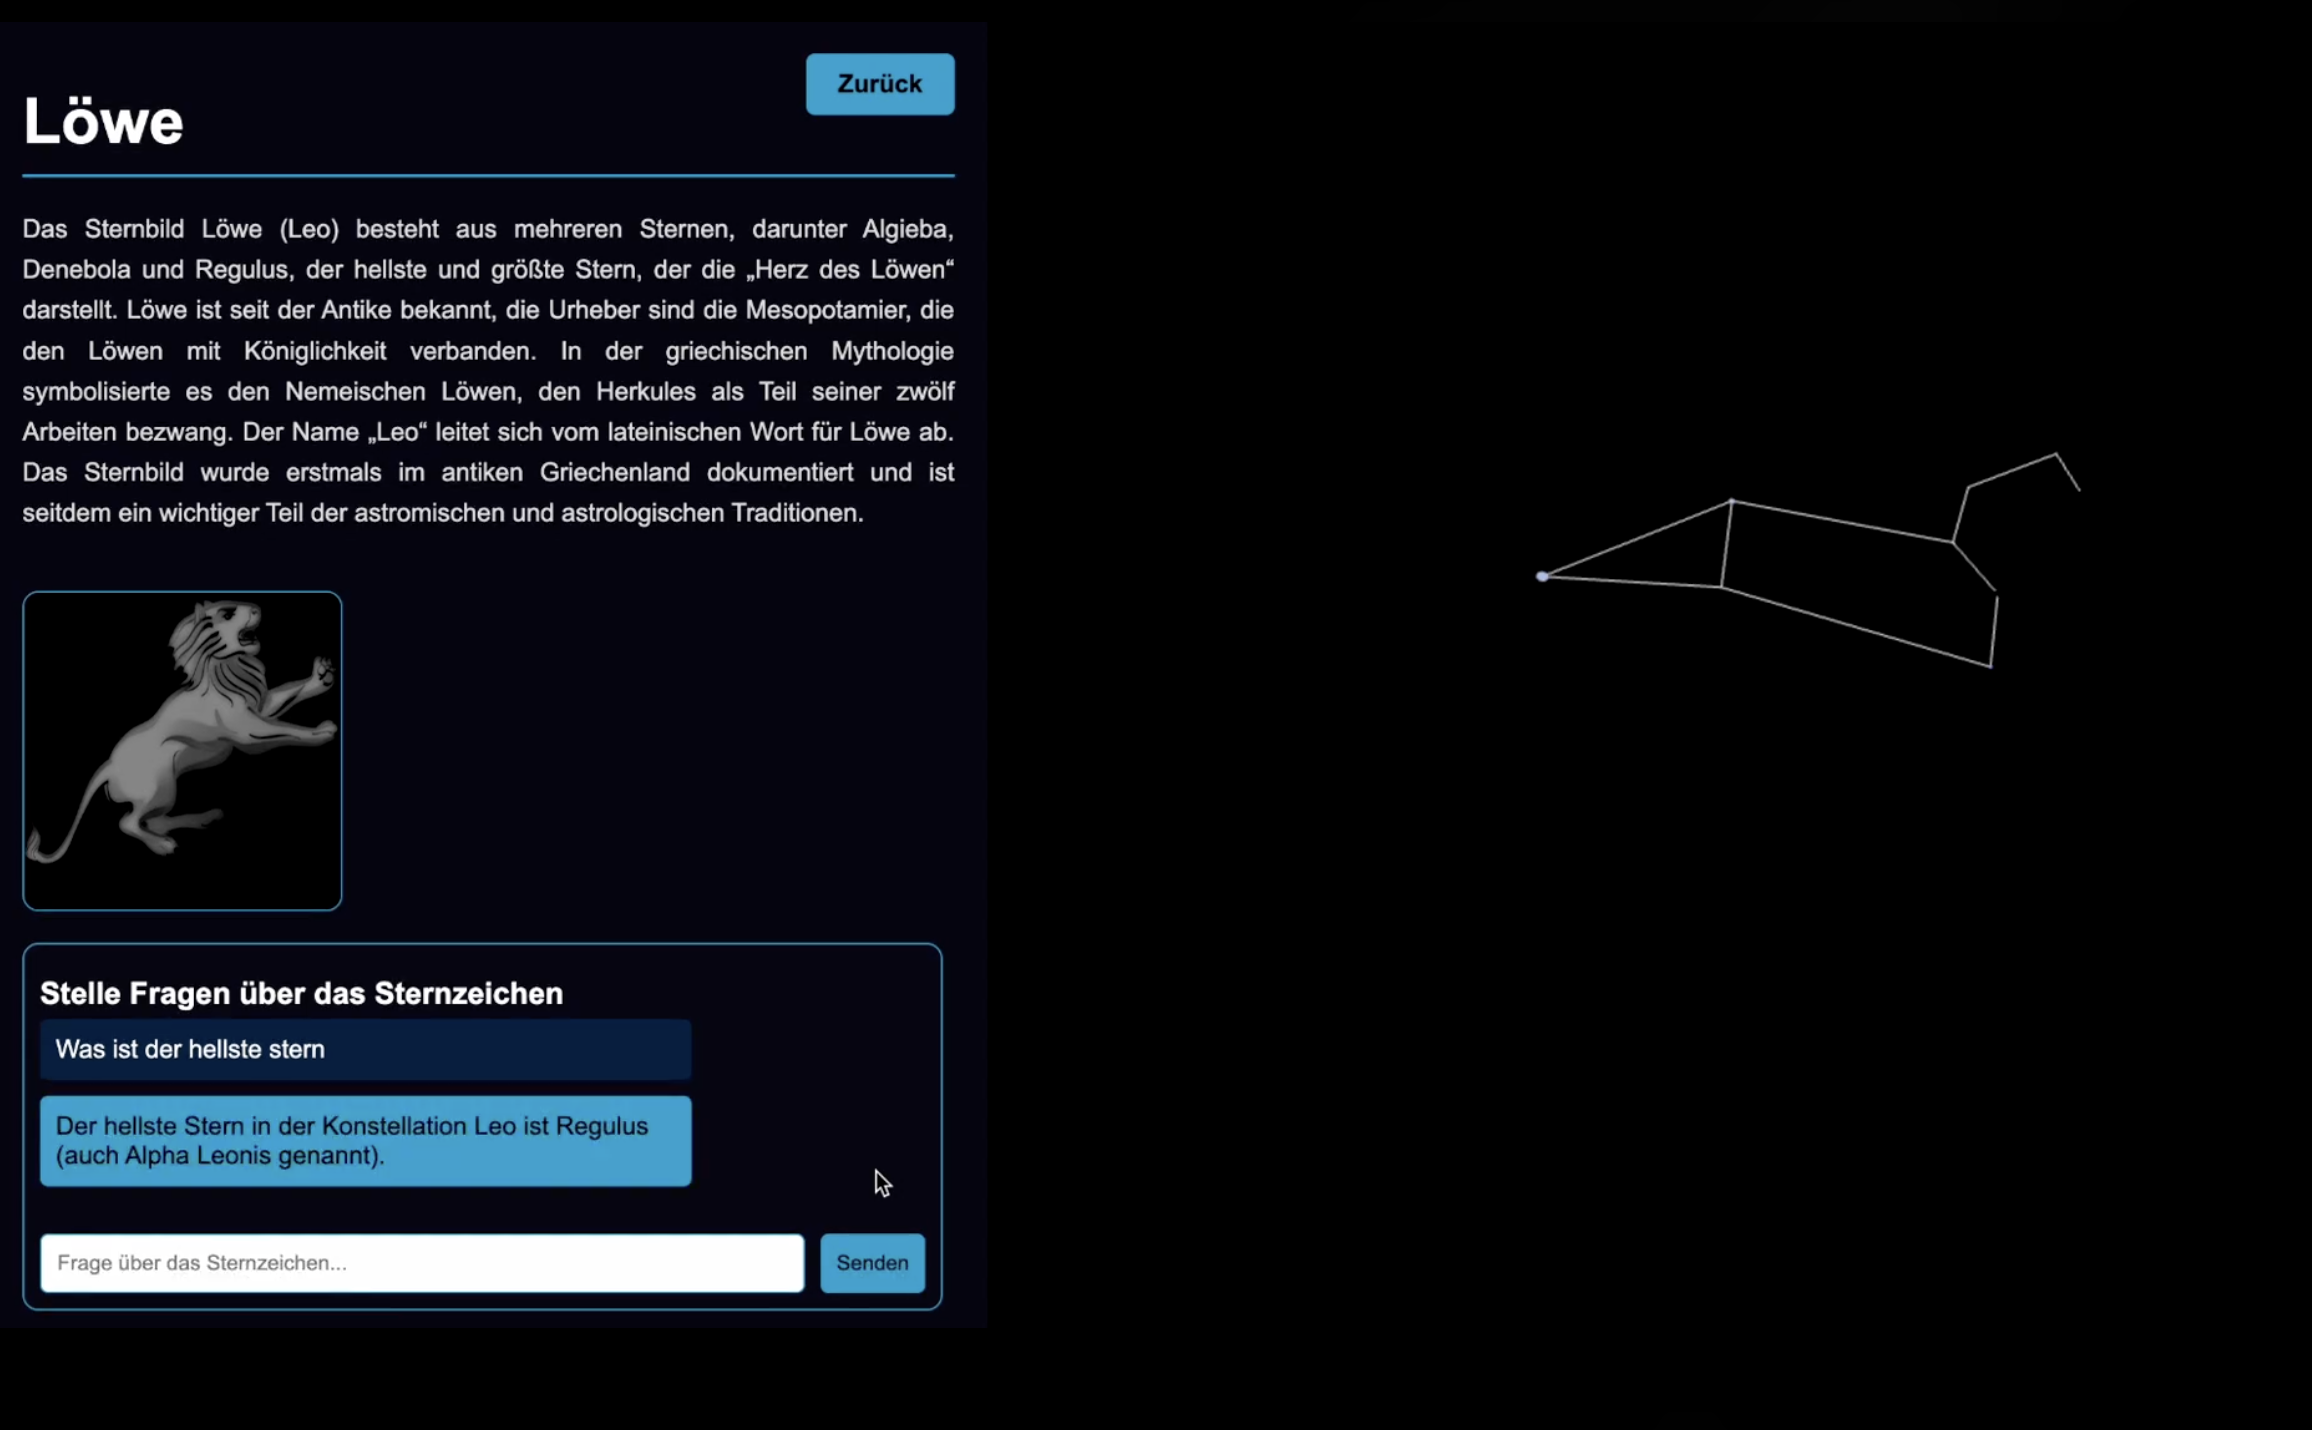 Zurück
Löwe
Das Sternbild Löwe (Leo) besteht aus mehreren Sternen, darunter Algieba,
Denebola und Regulus, der hellste und größte Stern, der die „Herz des Löwen“
darstellt. Löwe ist seit der Antike bekannt, die Urheber sind die Mesopotamier, die
den Löwen mit Königlichkeit verbanden. In der griechischen Mythologie
symbolisierte es den Nemeischen Löwen, den Herkules als Teil seiner zwölf
Arbeiten bezwang. Der Name „Leo“ leitet sich vom lateinischen Wort für Löwe ab.
Das Sternbild wurde erstmals im antiken Griechenland dokumentiert und ist
seitdem ein wichtiger Teil der astromischen und astrologischen Traditionen.
Stelle Fragen über das Sternzeichen
Was ist der hellste stern
Der hellste Stern in der Konstellation Leo ist Regulus
(auch Alpha Leonis genannt).
Frage über das Sternzeichen...
Senden